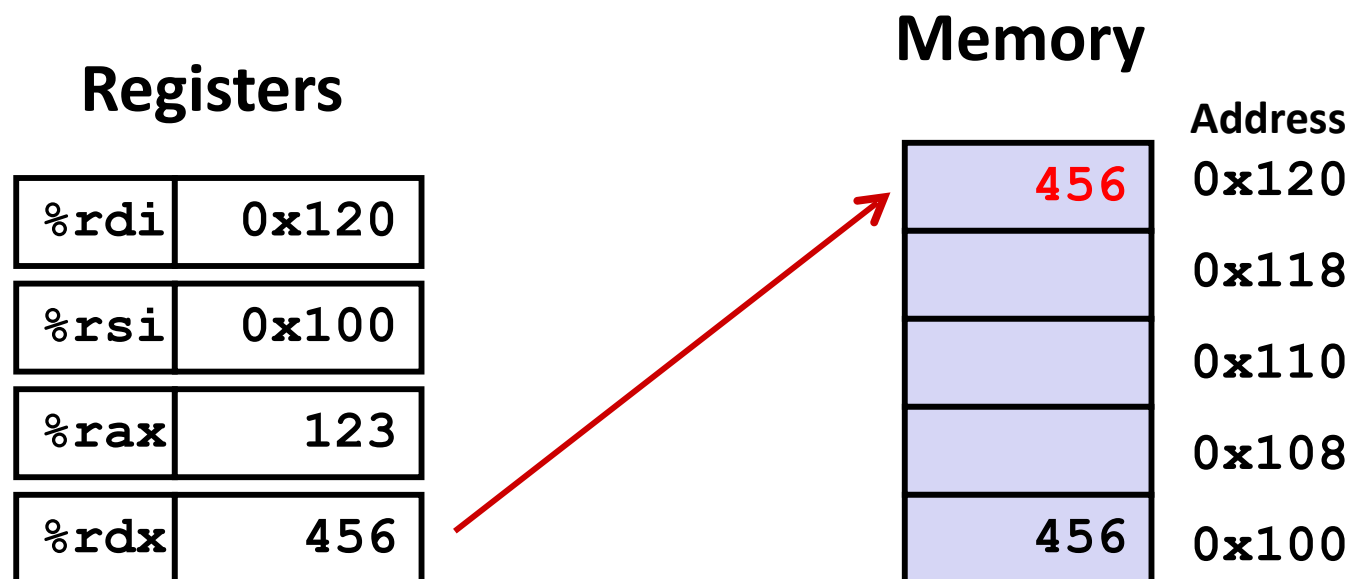 Registers
%rdi 0x120
%rsi 0x100
%rax 123
%rdx 456
Memory
Address
456 0x120
0x118
0x110
0x108
456 0x100